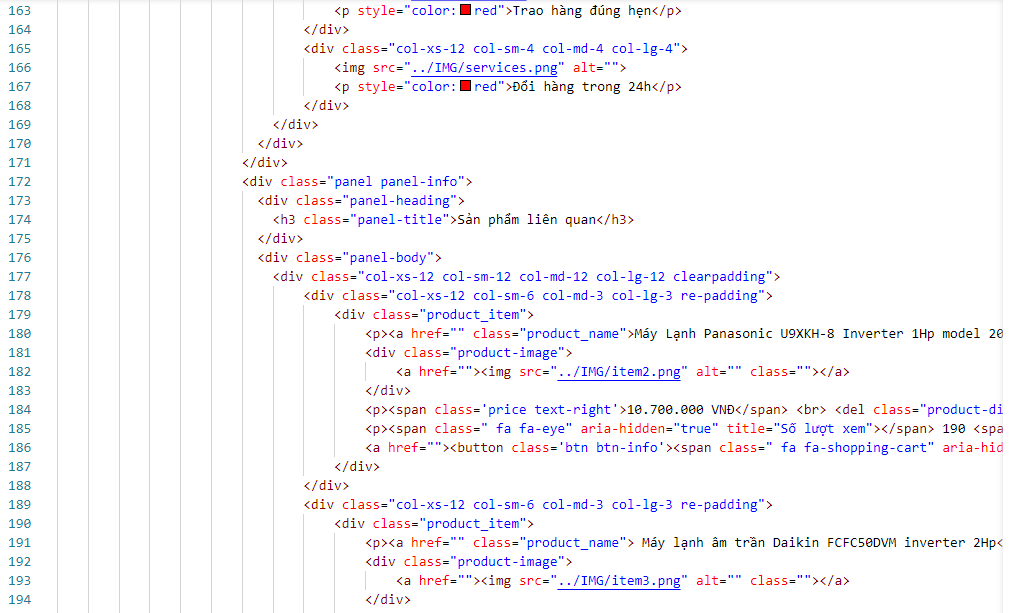 163 <p style="color: red">Trao hàng đúng hẹn</p>
164 </div>
165 <div class="col-xs-12 col-sm-4 col-md-4 col-lg-4">
166 <img src="../IMG/services.png" alt="">
167 <p style="color: red">Đổi hàng trong 24h</p>
168 </div>
169 </div>
170 </div>
171 </div>
172 <div class="panel panel-info">
173 <div class="panel-heading">
174 <h3 class="panel-title">Sản phẩm liên quan</h3>
175 </div>
176 <div class="panel-body">
177 <div class="col-xs-12 col-sm-12 col-md-12 col-lg-12 clearpadding">
178 <div class="col-xs-12 col-sm-6 col-md-3 col-lg-3 re-padding">
179 <div class="product_item">
180 <p><a href="" class="product_name">Máy Lạnh Panasonic U9XKH-8 Inverter 1Hp model 20
181 <div class="product-image">
182 <a href=""><img src="../IMG/item2.png" alt="" class=""></a>
183 </div>
184 <p><span class='price text-right'>10.700.000 VNĐ</span> <br> <del class="product-di
185 <p><span class=" fa fa-eye" aria-hidden="true" title="Số lượt xem"></span> 190 <spa
186 <a href=""><button class='btn btn-info'><span class=" fa fa-shopping-cart" aria-hid
187 </div>
188 </div>
189 <div class="col-xs-12 col-sm-6 col-md-3 col-lg-3 re-padding">
190 <div class="product_item">
191 <p><a href="" class="product_name"> Máy lạnh âm trần Daikin FCFC50DVM inverter 2Hp<
192 <div class="product-image">
193 <a href=""><img src="../IMG/item3.png" alt="" class=""></a>
194 </div>